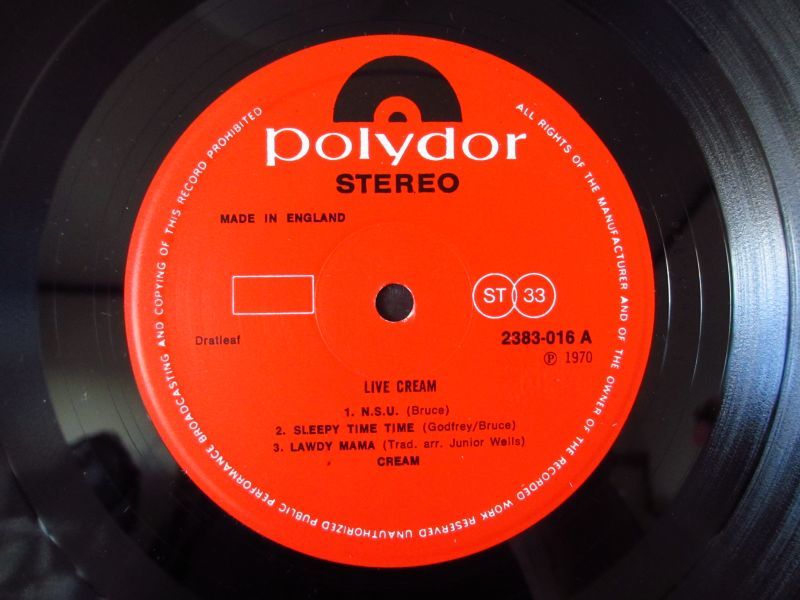 polydor
STEREO
MADE IN ENGLAND
ST 33
Dratleaf
2383-016 A
Ⓟ 1970
LIVE CREAM
1. N.S.U. (Bruce)
2. SLEEPY TIME TIME (Godfrey/Bruce)
3. LAWDY MAMA (Trad. arr. Junior Wells)
CREAM
ALL RIGHTS OF THE MANUFACTURER AND OF THE OWNER OF THE RECORDED WORK RESERVED UNAUTHORIZED PUBLIC PERFORMANCE BROADCASTING AND COPYING OF THIS RECORD PROHIBITED